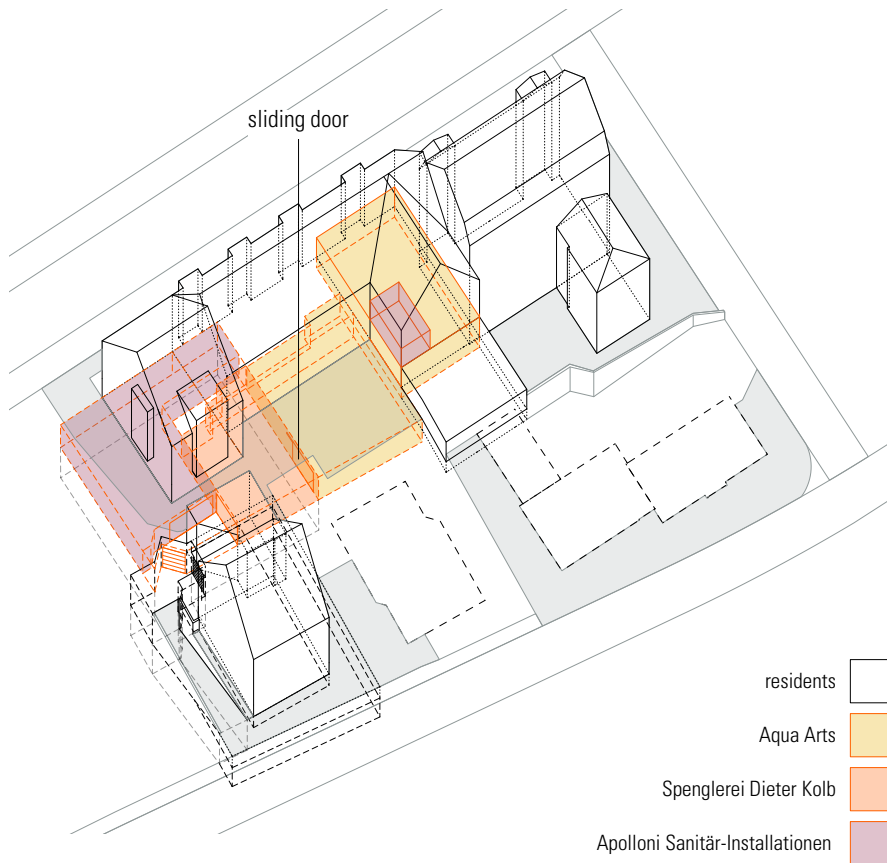 sliding door
residents
Aqua Arts
Spenglerei Dieter Kolb
Apolloni Sanitär-Installationen